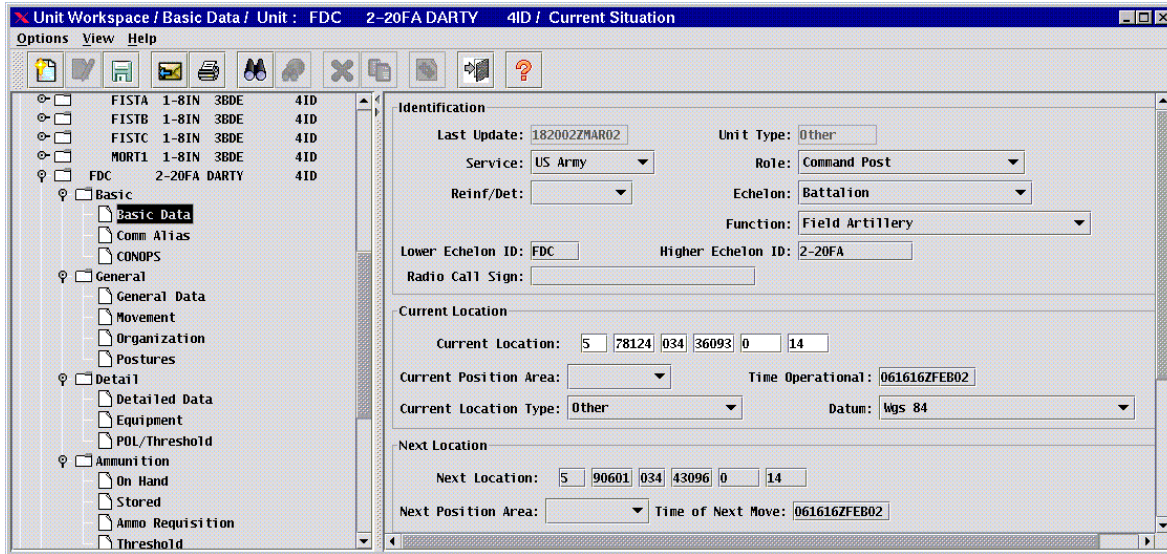 Unit Workspace / Basic Data / Unit : FDC 2-20FA DARTY 4ID / Current Situation
Options View Help
FISTA 1-8IN 3BDE 4ID
FISTB 1-8IN 3BDE 4ID
FISTC 1-8IN 3BDE 4ID
MORT1 1-8IN 3BDE 4ID
FDC 2-20FA DARTY 4ID
Basic
Basic Data
Comm Alias
CONOPS
General
General Data
Movement
Organization
Postures
Detail
Detailed Data
Equipment
POL/Threshold
Ammunition
On Hand
Stored
Ammo Requisition
Threshold
Identification
Last Update: 182002ZMAR02 Unit Type: Other
Service: US Army Role: Command Post
Reinf/Det: Echelon: Battalion
Function: Field Artillery
Lower Echelon ID: FDC Higher Echelon ID: 2-20FA
Radio Call Sign:
Current Location
Current Location: 5 78124 034 36093 0 14
Current Position Area: Time Operational: 061616ZFEB02
Current Location Type: Other Datum: Wgs 84
Next Location
Next Location: 5 90601 034 43096 0 14
Next Position Area: Time of Next Move: 061616ZFEB02